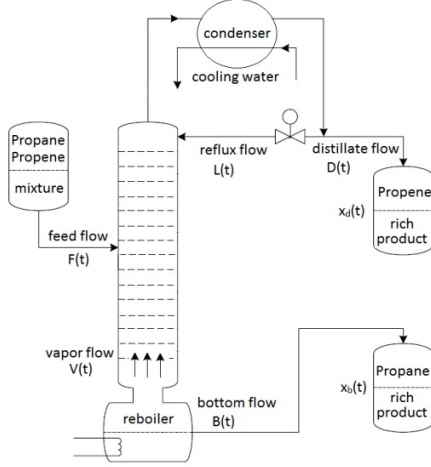 condenser
cooling water
Propane
Propene
mixture
reflux flow
L(t)
distillate flow
D(t)
Propene
x_d(t)
rich
product
feed flow
F(t)
vapor flow
V(t)
reboiler
bottom flow
B(t)
Propane
x_b(t)
rich
product